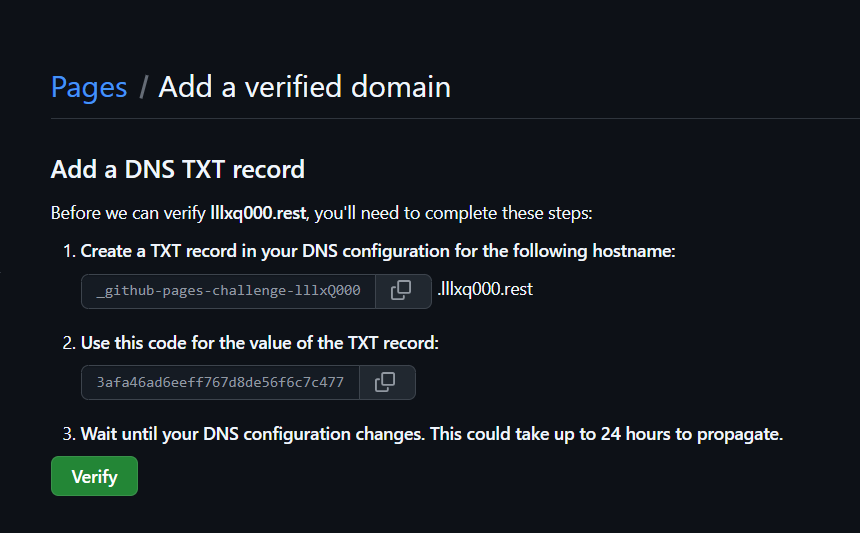 Pages / Add a verified domain
Add a DNS TXT record
Before we can verify lllxq000.rest, you'll need to complete these steps:
1. Create a TXT record in your DNS configuration for the following hostname:
_github-pages-challenge-lllxQ000 .lllxq000.rest
2. Use this code for the value of the TXT record:
3afa46ad6eeff767d8de56f6c7c477
3. Wait until your DNS configuration changes. This could take up to 24 hours to propagate.
Verify